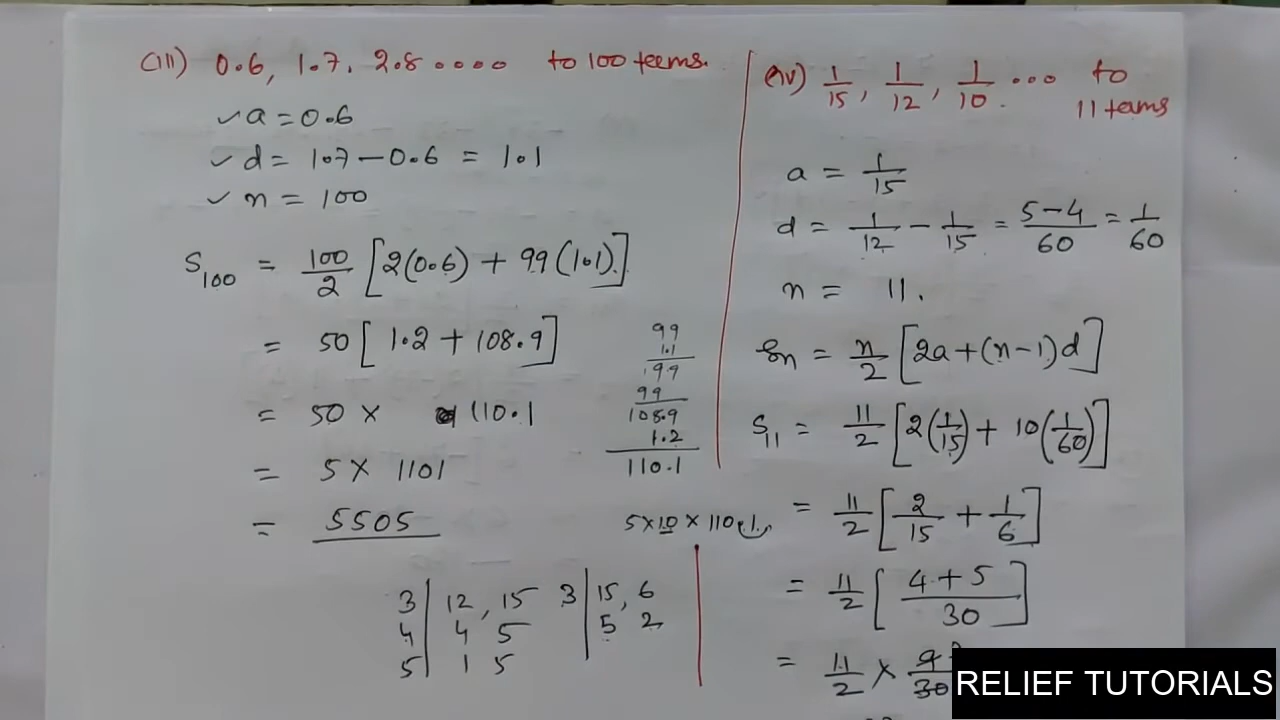 (iii) 0.6, 1.7, 2.8 .... to 100 terms.
✓ a = 0.6
✓ d = 1.7 - 0.6 = 1.1
✓ n = 100
S₁₀₀ = 100/2 [2(0.6) + 99(1.1)]
= 50 [1.2 + 108.9]
= 50 × 110.1
= 5 × 1101
= 5505
99
1.1
99
99
108.9
1.2
110.1
5×10×110.1
3 | 12, 15
4 | 4 5
5 | 1 5
3 | 15, 6
5 2
(iv) 1/15, 1/12, 1/10 ... to
11 terms
a = 1/15
d = 1/12 - 1/15 = 5-4/60 = 1/60
n = 11.
Sn = n/2 [2a+(n-1)d]
S₁₁ = 11/2 [2(1/15) + 10(1/60)]
= 11/2 [2/15 + 1/6]
= 11/2 [4+5/30]
= 11/2 × 9/30
RELIEF TUTORIALS